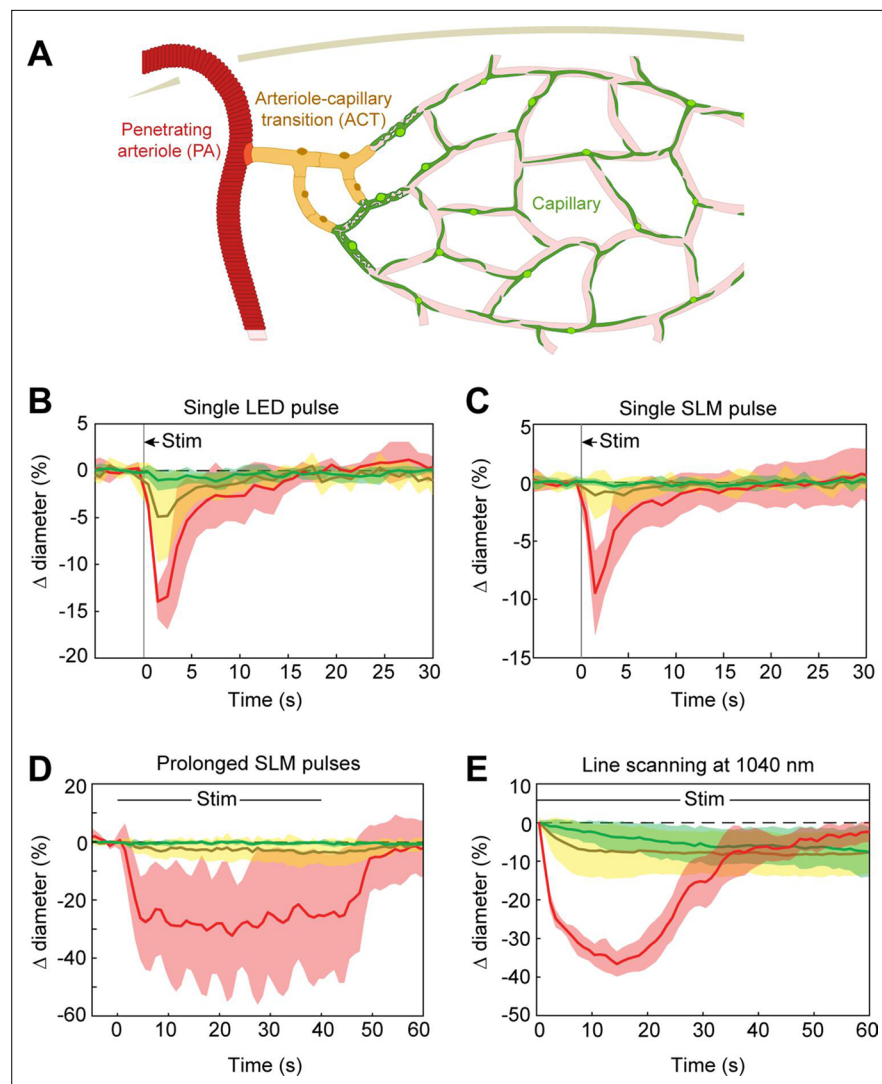 A
Arteriole-capillary
transition (ACT)
Penetrating
arteriole (PA)
Capillary
B
Single LED pulse
Stim
5
0
-5
-10
-15
-20
Δ diameter (%)
0 5 10 15 20 25 30
Time (s)
C
Single SLM pulse
Stim
5
0
-5
-10
-15
Δ diameter (%)
0 5 10 15 20 25 30
Time (s)
D
Prolonged SLM pulses
Stim
20
0
-20
-40
-60
Δ diameter (%)
0 10 20 30 40 50 60
Time (s)
E
Line scanning at 1040 nm
Stim
10
0
-10
-20
-30
-40
-50
Δ diameter (%)
0 10 20 30 40 50 60
Time (s)